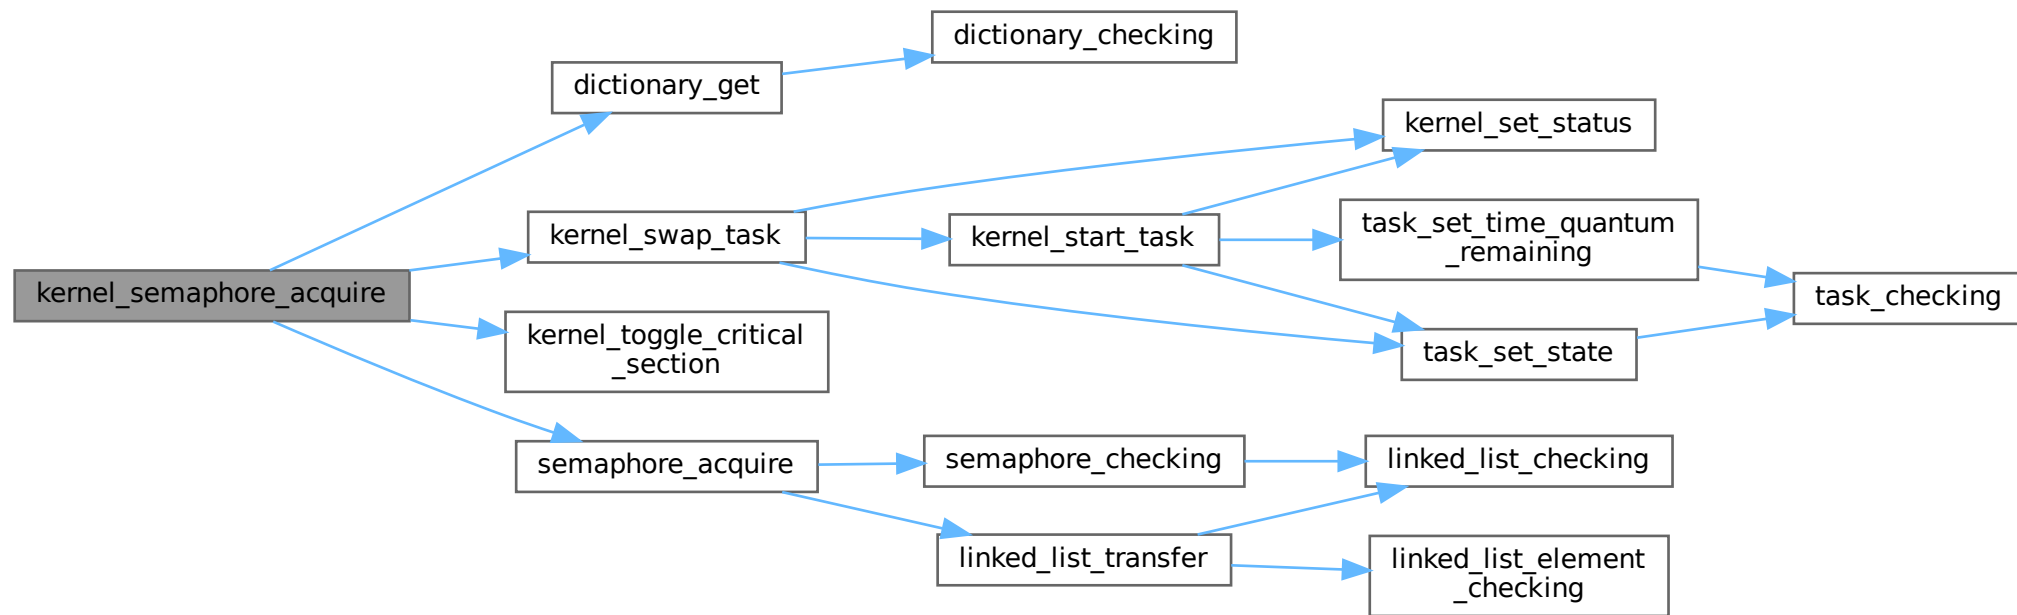 dictionary_checking
dictionary_get
kernel_set_status
kernel_swap_task
kernel_start_task
task_set_time_quantum
_remaining
kernel_semaphore_acquire
task_checking
kernel_toggle_critical
_section
task_set_state
semaphore_acquire
semaphore_checking
linked_list_checking
linked_list_transfer
linked_list_element
_checking